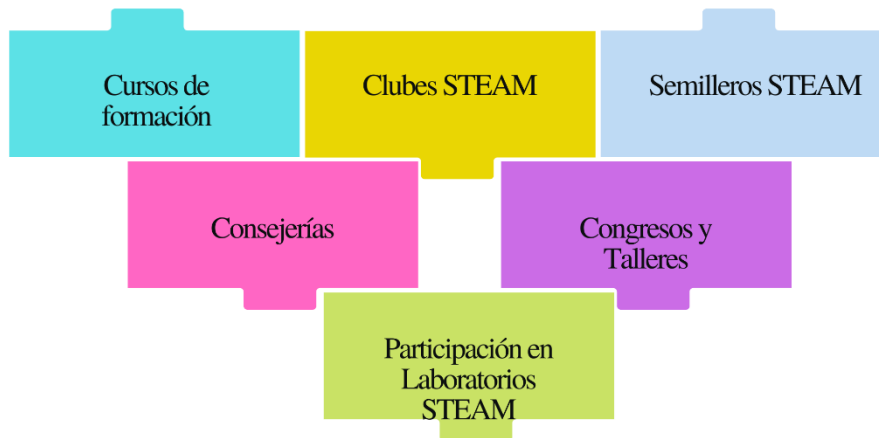 Cursos de
formación
Clubes STEAM
Semilleros STEAM
Consejerías
Congresos y
Talleres
Participación en
Laboratorios
STEAM